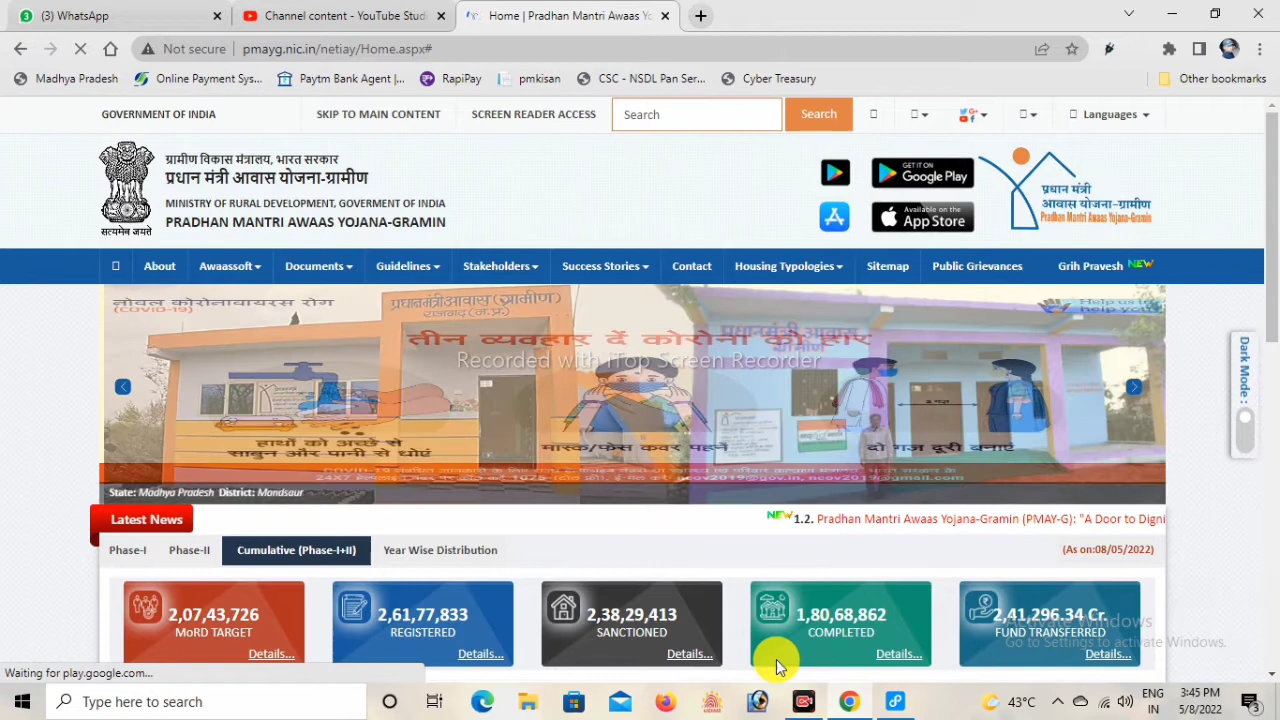 (3) WhatsApp
Channel content - YouTube Studi
Home | Pradhan Mantri Awaas Yo
Not secure
pmayg.nic.in/netiay/Home.aspx#
Madhya Pradesh
Online Payment Sys...
Paytm Bank Agent |...
RapiPay
pmkisan
CSC - NSDL Pan Ser...
Cyber Treasury
Other bookmarks
GOVERNMENT OF INDIA
SKIP TO MAIN CONTENT
SCREEN READER ACCESS
Search
Search
Languages
ग्रामीण विकास मंत्रालय, भारत सरकार
प्रधान मंत्री आवास योजना-ग्रामीण
MINISTRY OF RURAL DEVELOPMENT, GOVERMENT OF INDIA
PRADHAN MANTRI AWAAS YOJANA-GRAMIN
सत्यमेव जयते
GET IT ON
Google Play
Available on the
App Store
प्रधान मंत्री
आवास योजना-ग्रामीण
Pradhan Mantri Awaas Yojana-Gramin
About
Awaassoft
Documents
Guidelines
Stakeholders
Success Stories
Contact
Housing Typologies
Sitemap
Public Grievances
Grih Pravesh NEW
नोवल कोरोनावायरस रोग
(COVID-19)
प्रधानमंत्री आवास (ग्रामीण)
राजगढ़ (म.प्र.)
प्रधानमंत्री आवास
Help us to
help you
तीन व्यवहार दें कोरोना को हार
Recorded with iTop Screen Recorder
हाथों को अच्छे से
साबुन और पानी से धोएं
मास्क/फेस कवर पहनें
दो गज़ दूरी बनाएं
State: Madhya Pradesh District: Mandsaur
Dark Mode :
Latest News
NEW 1.2. Pradhan Mantri Awaas Yojana-Gramin (PMAY-G): "A Door to Digni
Phase-I
Phase-II
Cumulative (Phase-I+II)
Year Wise Distribution
(As on:08/05/2022)
2,07,43,726
MoRD TARGET
Details...
2,61,77,833
REGISTERED
Details...
2,38,29,413
SANCTIONED
Details...
1,80,68,862
COMPLETED
Details...
2,41,296.34 Cr.
FUND TRANSFERRED
Details...
Activate Windows
Go to Settings to activate Windows.
Waiting for play.google.com...
Type here to search
43°C
ENG
IN
3:45 PM
5/8/2022
3